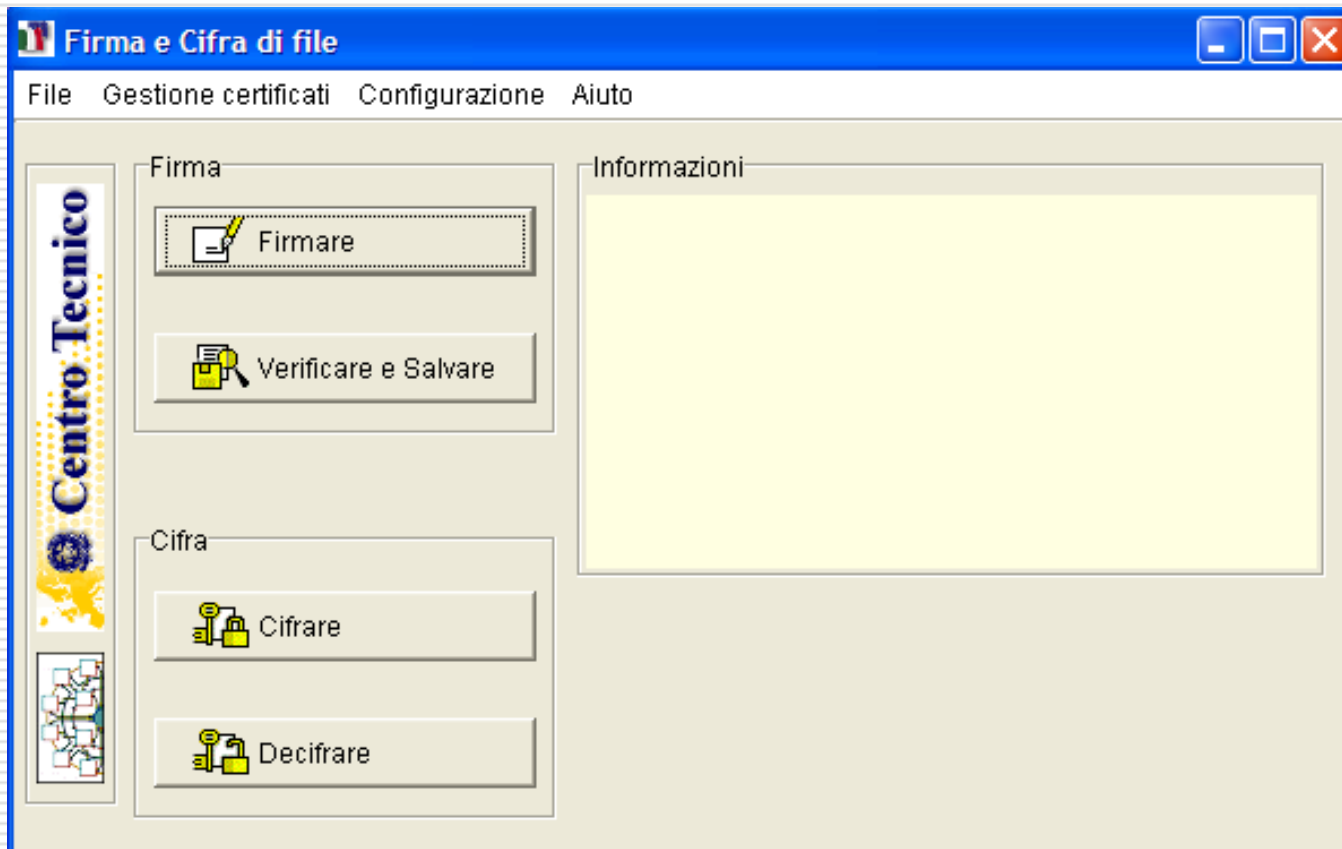 Firma e Cifra di file
File Gestione certificati Configurazione Aiuto
Centro Tecnico
Firma
Firmare
Verificare e Salvare
Cifra
Cifrare
Decifrare
Informazioni